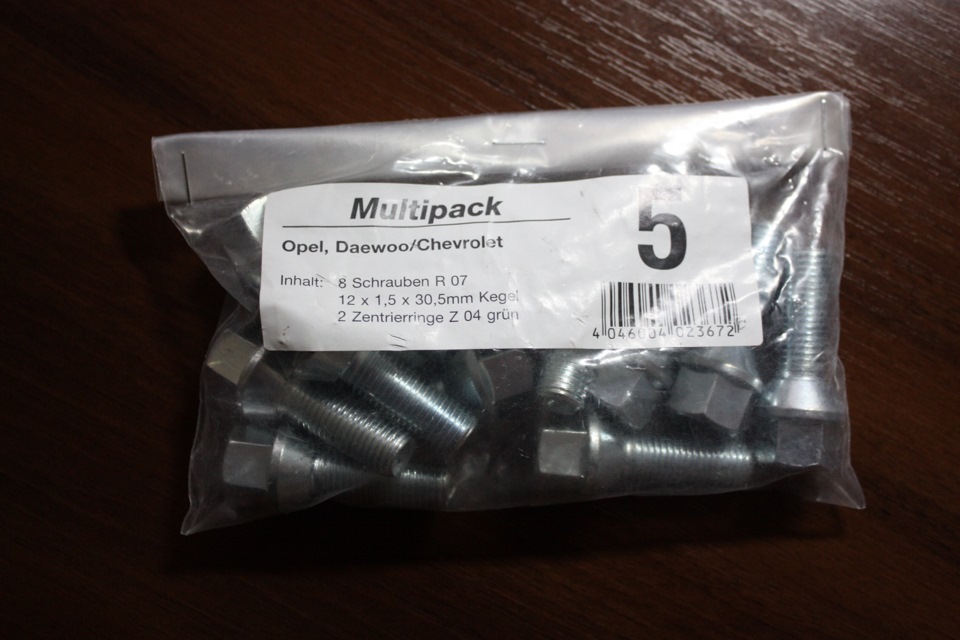 Multipack
5
Opel, Daewoo/Chevrolet
Inhalt: 8 Schrauben R 07
12 x 1,5 x 30,5mm Kegel
2 Zentrierringe Z 04 grün
4 046004 023672